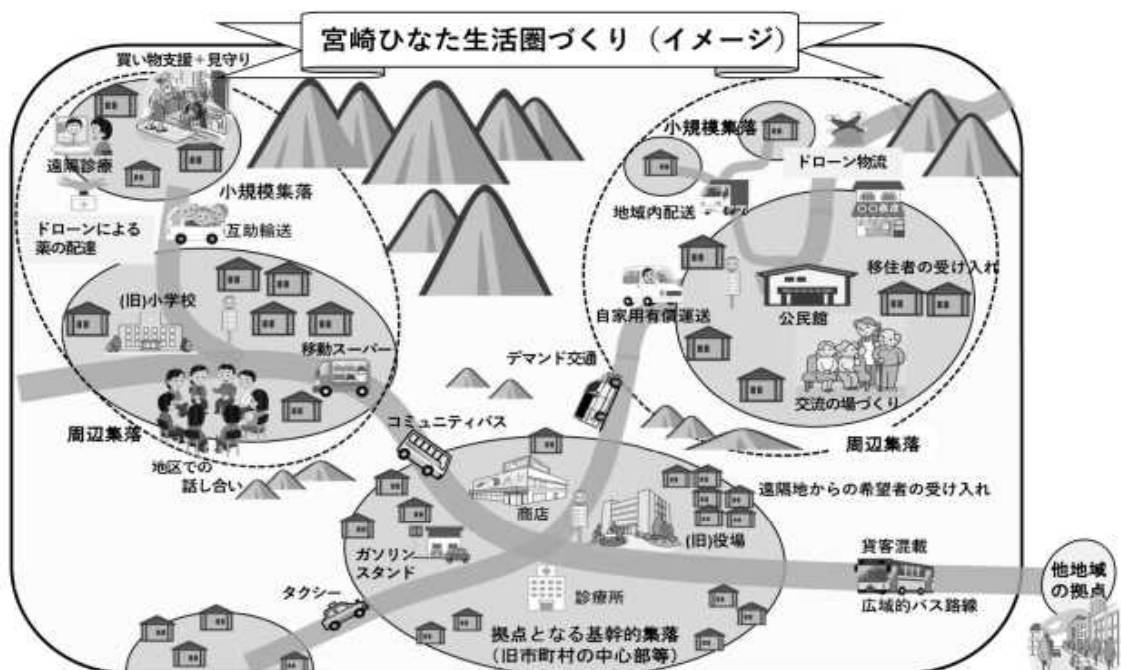 宮崎ひなた生活圏づくり(イメージ)
買い物支援+見守り
遠隔診療
小規模集落
ドローンによる
薬の配達
互助輸送
(旧)小学校
移動スーパー
周辺集落
地区での
話し合い
小規模集落
ドローン物流
地域内配送
移住者の受け入れ
自家用有償運送
公民館
交流の場づくり
周辺集落
デマンド交通
コミュニティバス
商店
遠隔地からの希望者の受け入れ
(旧)役場
ガソリン
スタンド
タクシー
診療所
拠点となる基幹的集落
(旧市町村の中心部等)
貨客混載
広域的バス路線
他地域
の拠点